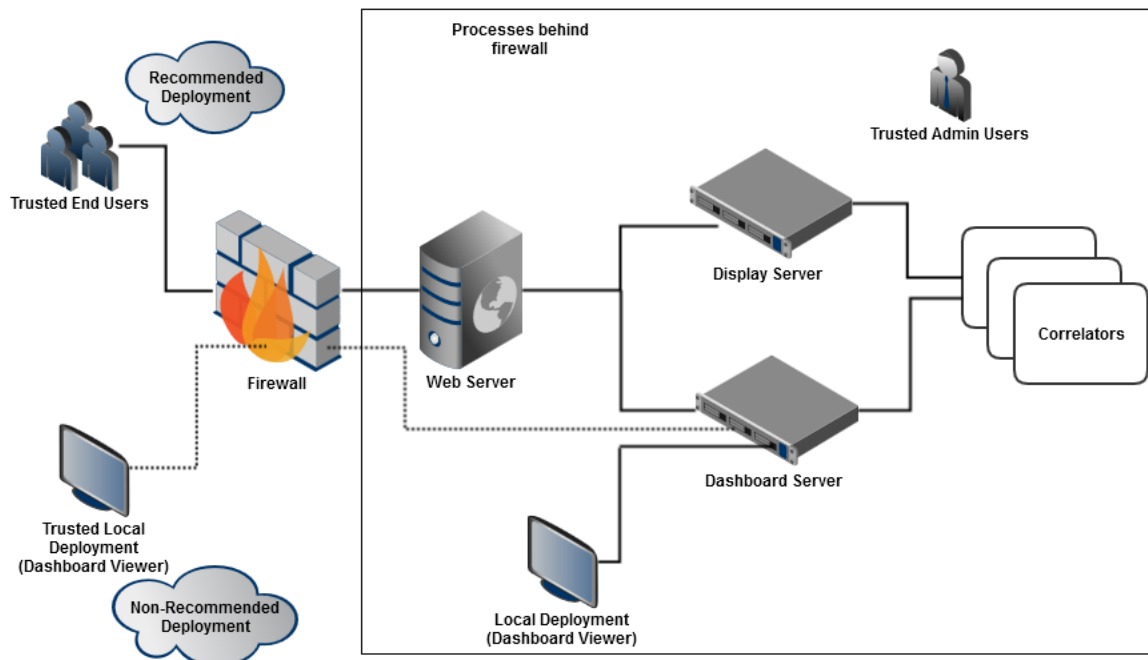 Processes behind
firewall
Recommended
Deployment
Trusted Admin Users
Trusted End Users
Display Server
Correlators
Firewall
Web Server
Dashboard Server
Trusted Local
Deployment
(Dashboard Viewer)
Non-Recommended
Deployment
Local Deployment
(Dashboard Viewer)